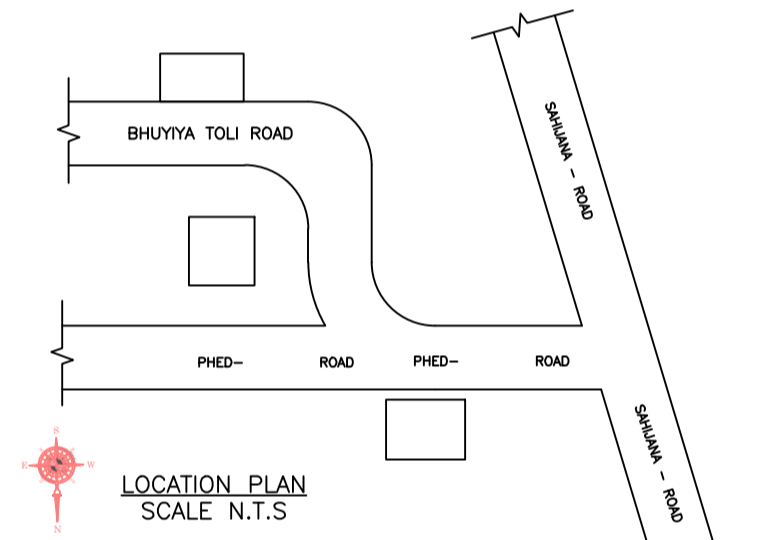 BHUYIYA TOLI ROAD
SAHIJANA - ROAD
PHED- ROAD PHED- ROAD
SAHIJANA - ROAD
S
E W
N
LOCATION PLAN
SCALE N.T.S